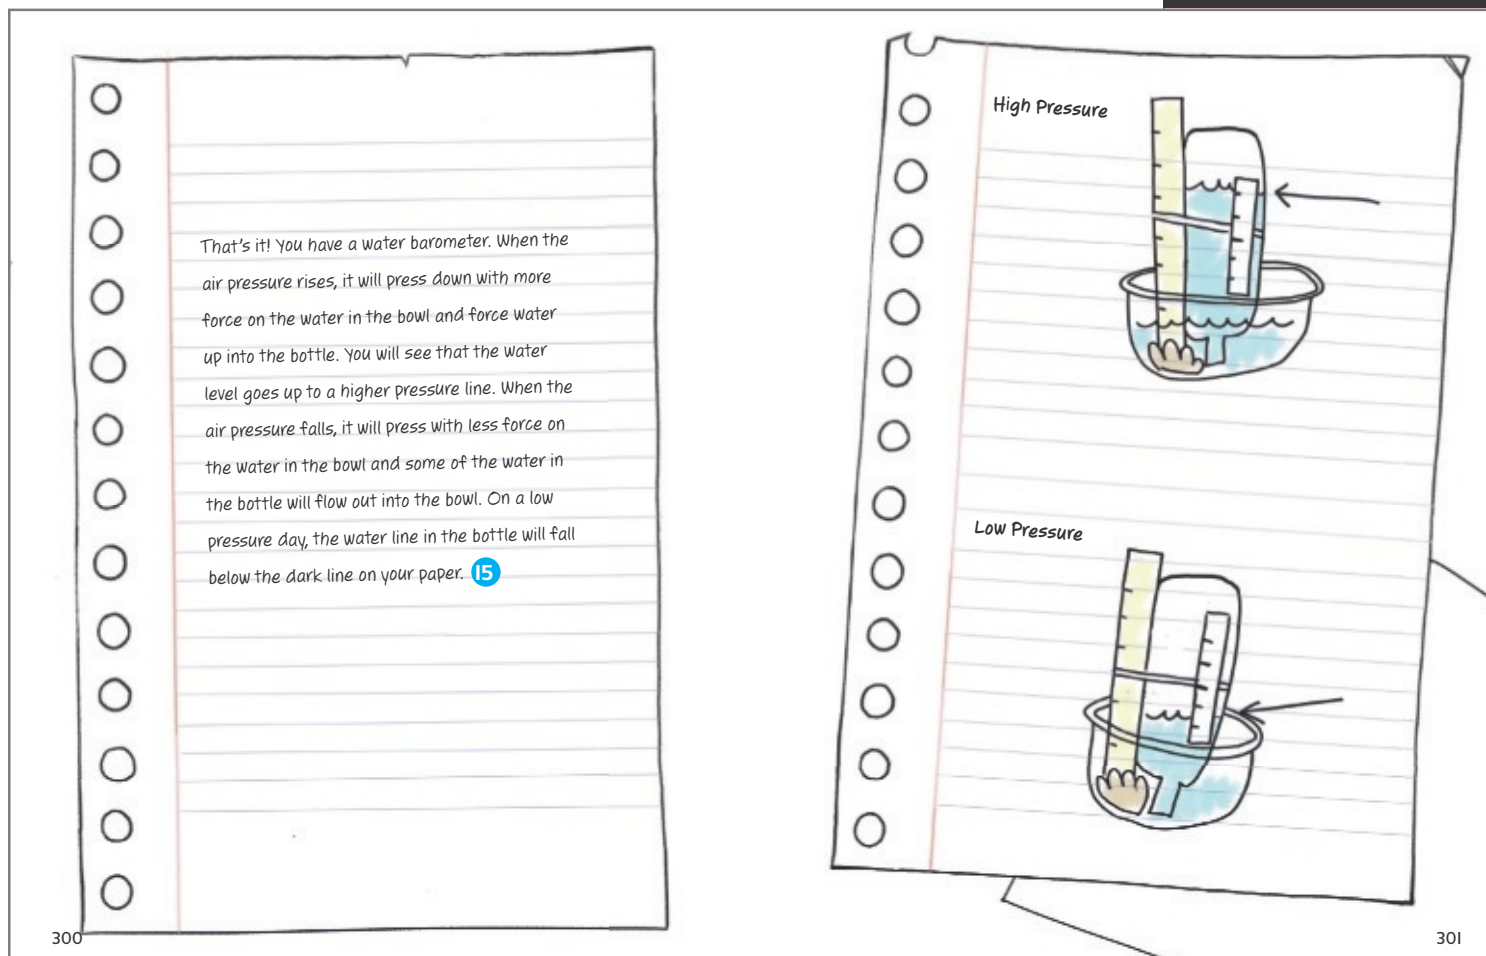 That's it! You have a water barometer. When the
air pressure rises, it will press down with more
force on the water in the bowl and force water
up into the bottle. You will see that the water
level goes up to a higher pressure line. When the
air pressure falls, it will press with less force on
the water in the bowl and some of the water in
the bottle will flow out into the bowl. On a low
pressure day, the water line in the bottle will fall
below the dark line on your paper. 15
300
High Pressure
Low Pressure
301